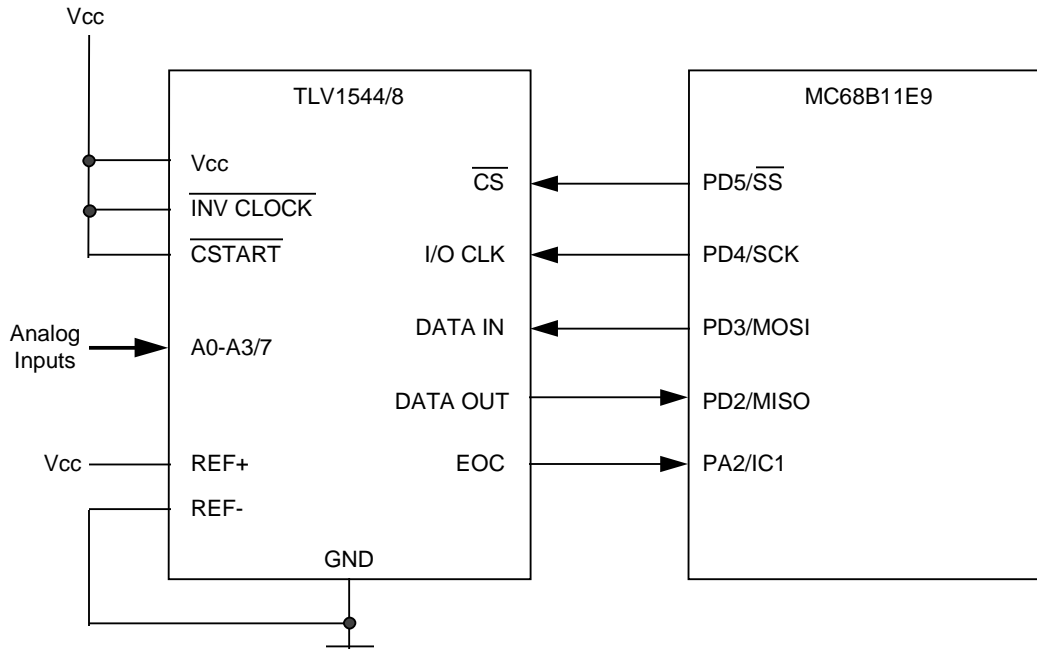 Vcc
TLV1544/8
MC68B11E9
Vcc
CS
PD5/SS
INV CLOCK
CSTART
I/O CLK
PD4/SCK
DATA IN
PD3/MOSI
Analog
Inputs
A0-A3/7
DATA OUT
PD2/MISO
Vcc
REF+
EOC
PA2/IC1
REF-
GND